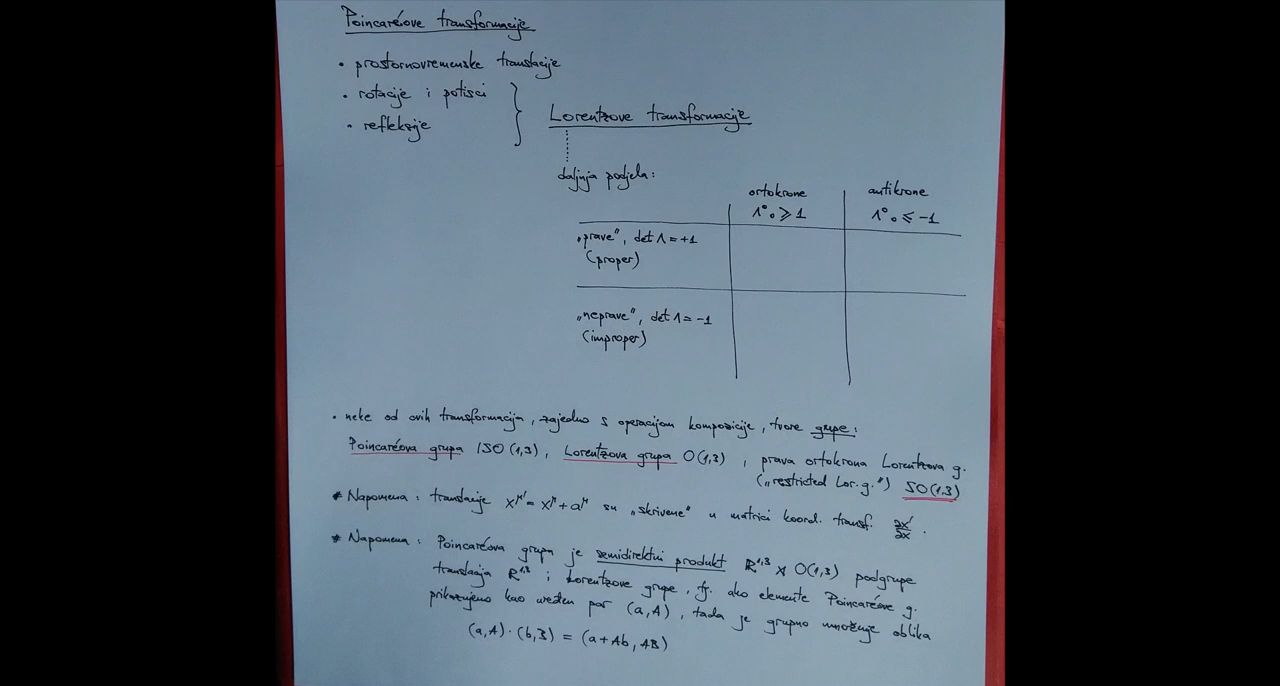 Poincaréove transformacije
• prostornovremenske translacije
• rotacije i potisci
• refleksije
Lorentzove transformacije
daljnja podjela:
ortokrone antikrone
Λ⁰₀ ⩾ 1 Λ⁰₀ ⩽ -1
„prave", det Λ = +1
(proper)
„neprave", det Λ = -1
(improper)
• neke od ovih transformacija, zajedno s operacijom kompozicije, tvore grupe:
Poincaréova grupa ISO(1,3), Lorentzova grupa O(1,3), prava ortokrona Lorentzova g.
(„restricted Lor. g.") SO(1,3)
* Napomena: translacije x^μ' = x^μ + a^μ su „skrivene" u matrici koord. transf. ∂x'/∂x.
* Napomena: Poincaréova grupa je semidirektni produkt ℝ^1,3 ⋊ O(1,3) podgrupe
translacija ℝ^1,3 i Lorentzove grupe, tj. ako elemente Poincaréove g.
prikazujemo kao uređen par (a,A), tada je grupno množenje oblika
(a,A)·(b,B) = (a+Ab, AB)